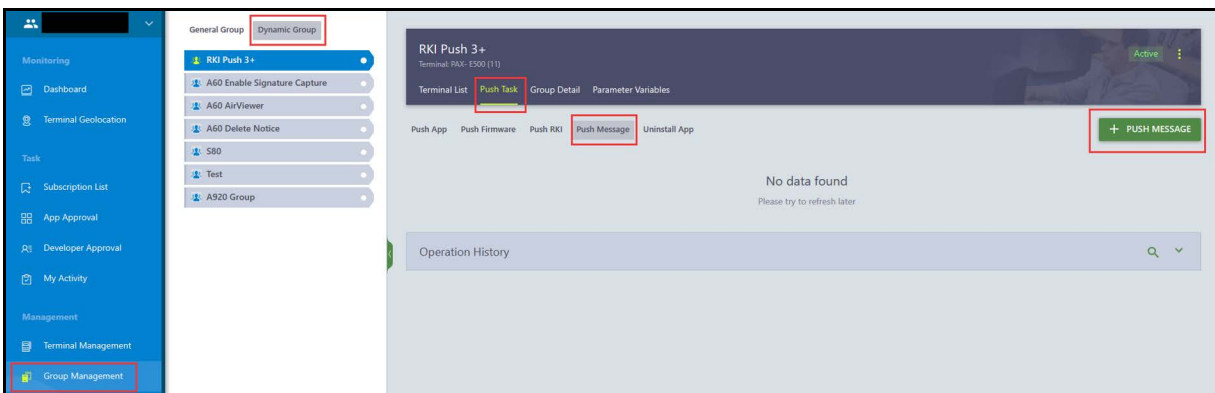 Monitoring
Dashboard
Terminal Geolocation
Task
Subscription List
App Approval
Developer Approval
My Activity
Management
Terminal Management
Group Management
General Group Dynamic Group
RKI Push 3+
A60 Enable Signature Capture
A60 AirViewer
A60 Delete Notice
S80
Test
A920 Group
RKI Push 3+
Terminal: PAX- E500 (11)
Active
Terminal List Push Task Group Detail Parameter Variables
Push App Push Firmware Push RKI Push Message Uninstall App
+ PUSH MESSAGE
No data found
Please try to refresh later
Operation History